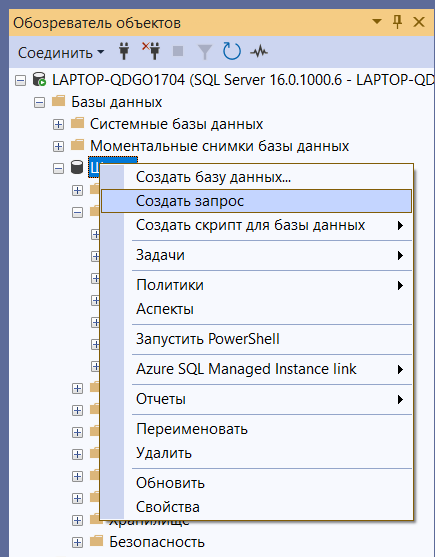 Обозреватель объектов
Соединить
LAPTOP-QDGO1704 (SQL Server 16.0.1000.6 - LAPTOP-QD
Базы данных
Системные базы данных
Моментальные снимки базы данных
Создать базу данных...
Создать запрос
Создать скрипт для базы данных
Задачи
Политики
Аспекты
Запустить PowerShell
Azure SQL Managed Instance link
Отчеты
Переименовать
Удалить
Обновить
Свойства
Хранилище
Безопасность